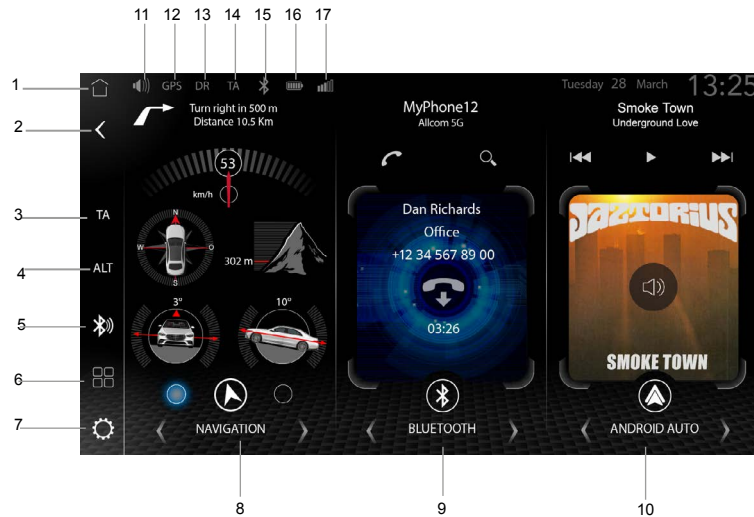 11 12 13 14 15 16 17
1
2
3
4
5
6
7
GPS DR TA
Tuesday 28 March 13:25
TA
ALT
Turn right in 500 m
Distance 10.5 Km
53
km/h
N
W O
S
302 m
3°
10°
NAVIGATION
MyPhone12
Allcom 5G
Dan Richards
Office
+12 34 567 89 00
03:26
BLUETOOTH
Smoke Town
Underground Love
JAZTORIUS
SMOKE TOWN
ANDROID AUTO
8 9 10